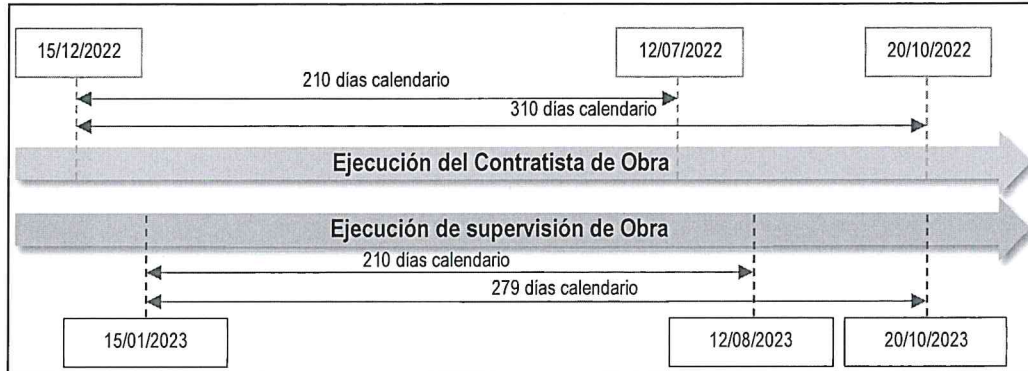 15/12/2022
12/07/2022
20/10/2022
210 días calendario
310 días calendario
Ejecución del Contratista de Obra
Ejecución de supervisión de Obra
210 días calendario
279 días calendario
15/01/2023
12/08/2023
20/10/2023